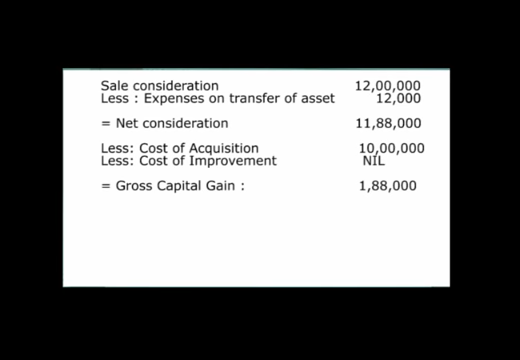 Sale consideration 12,00,000
Less : Expenses on transfer of asset 12,000
= Net consideration 11,88,000
Less: Cost of Acquisition 10,00,000
Less: Cost of Improvement NIL
= Gross Capital Gain : 1,88,000